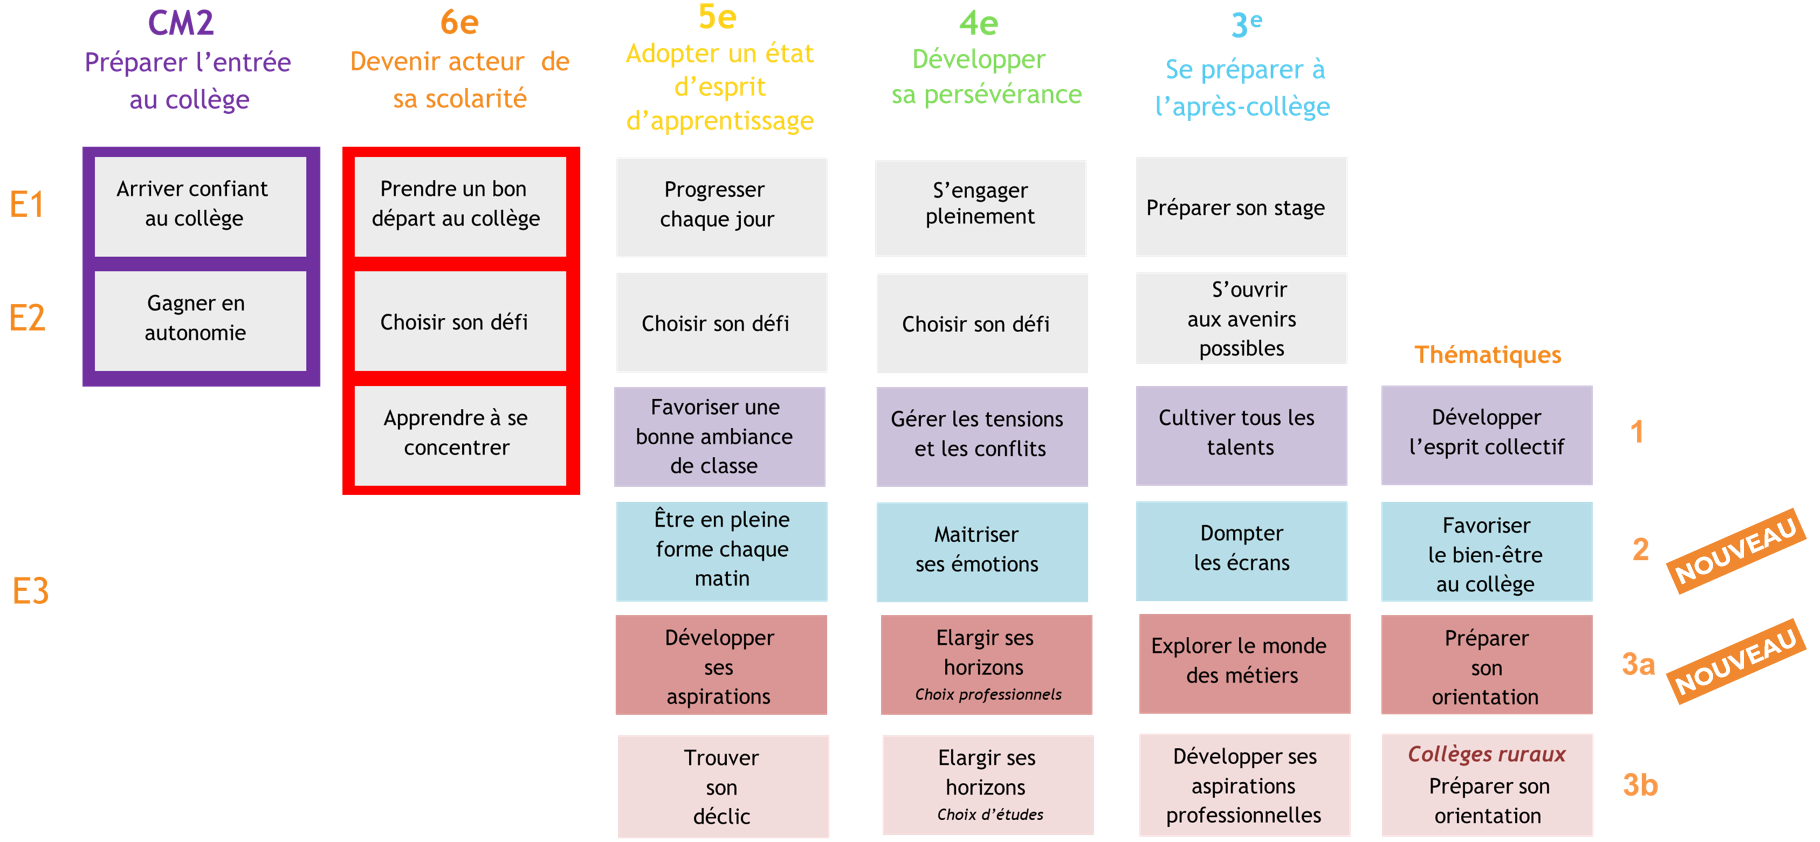 CM2
Préparer l’entrée
au collège
6e
Devenir acteur de
sa scolarité
5e
Adopter un état
d’esprit
d’apprentissage
4e
Développer
sa persévérance
3e
Se préparer à
l’après-collège
E1
Arriver confiant
au collège
Prendre un bon
départ au collège
Progresser
chaque jour
S’engager
pleinement
Préparer son stage
E2
Gagner en
autonomie
Choisir son défi
Choisir son défi
Choisir son défi
S’ouvrir
aux avenirs
possibles
Thématiques
Apprendre à se
concentrer
Favoriser une
bonne ambiance
de classe
Gérer les tensions
et les conflits
Cultiver tous les
talents
Développer
l’esprit collectif
1
E3
Être en pleine
forme chaque
matin
Maitriser
ses émotions
Dompter
les écrans
Favoriser
le bien-être
au collège
2
NOUVEAU
Développer
ses
aspirations
Elargir ses
horizons
Choix professionnels
Explorer le monde
des métiers
Préparer
son
orientation
3a
NOUVEAU
Trouver
son
déclic
Elargir ses
horizons
Choix d’études
Développer ses
aspirations
professionnelles
Collèges ruraux
Préparer son
orientation
3b